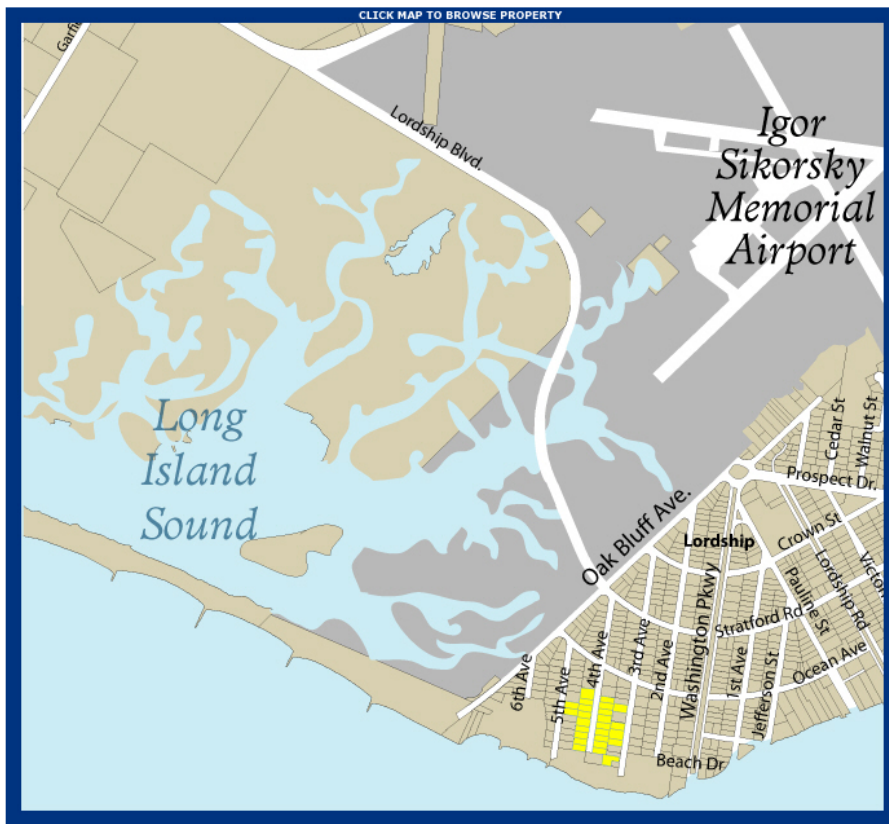 CLICK MAP TO BROWSE PROPERTY
Lordship Blvd.
Igor
Sikorsky
Memorial
Airport
Long
Island
Sound
Cedar St
Walnut St
Prospect Dr.
Oak Bluff Ave.
Lordship
Crown St
Lordship Rd
Pauline St
Stratford Rd
Ocean Ave
Washington Pkwy
6th Ave
5th Ave
4th Ave
3rd Ave
2nd Ave
1st Ave
Jefferson St
Beach Dr